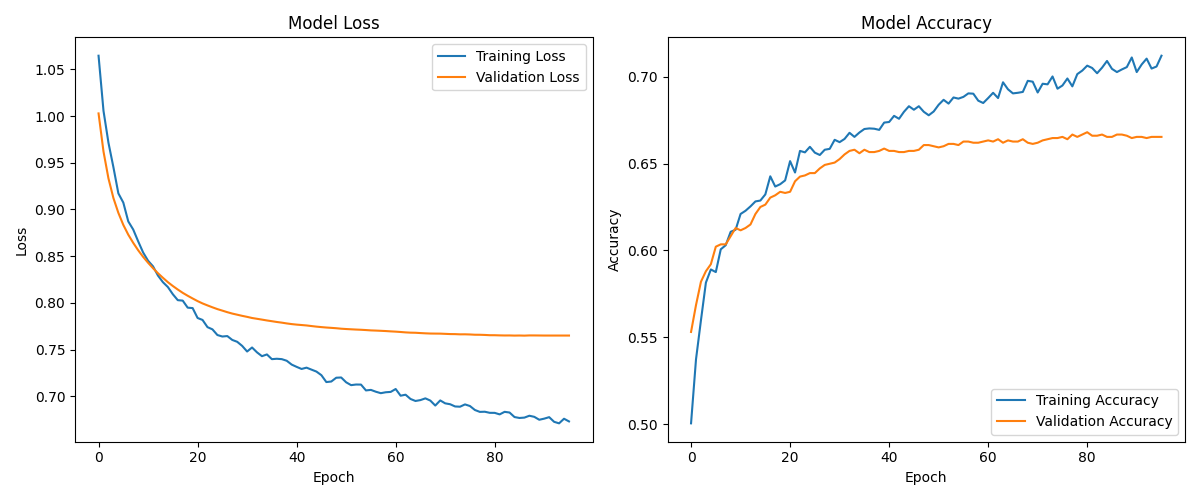 Model Loss
Training Loss
Validation Loss
1.05
1.00
0.95
0.90
0.85
0.80
0.75
0.70
Loss
0
20
40
60
80
Epoch
Model Accuracy
0.70
0.65
0.60
0.55
0.50
Accuracy
Training Accuracy
Validation Accuracy
0
20
40
60
80
Epoch